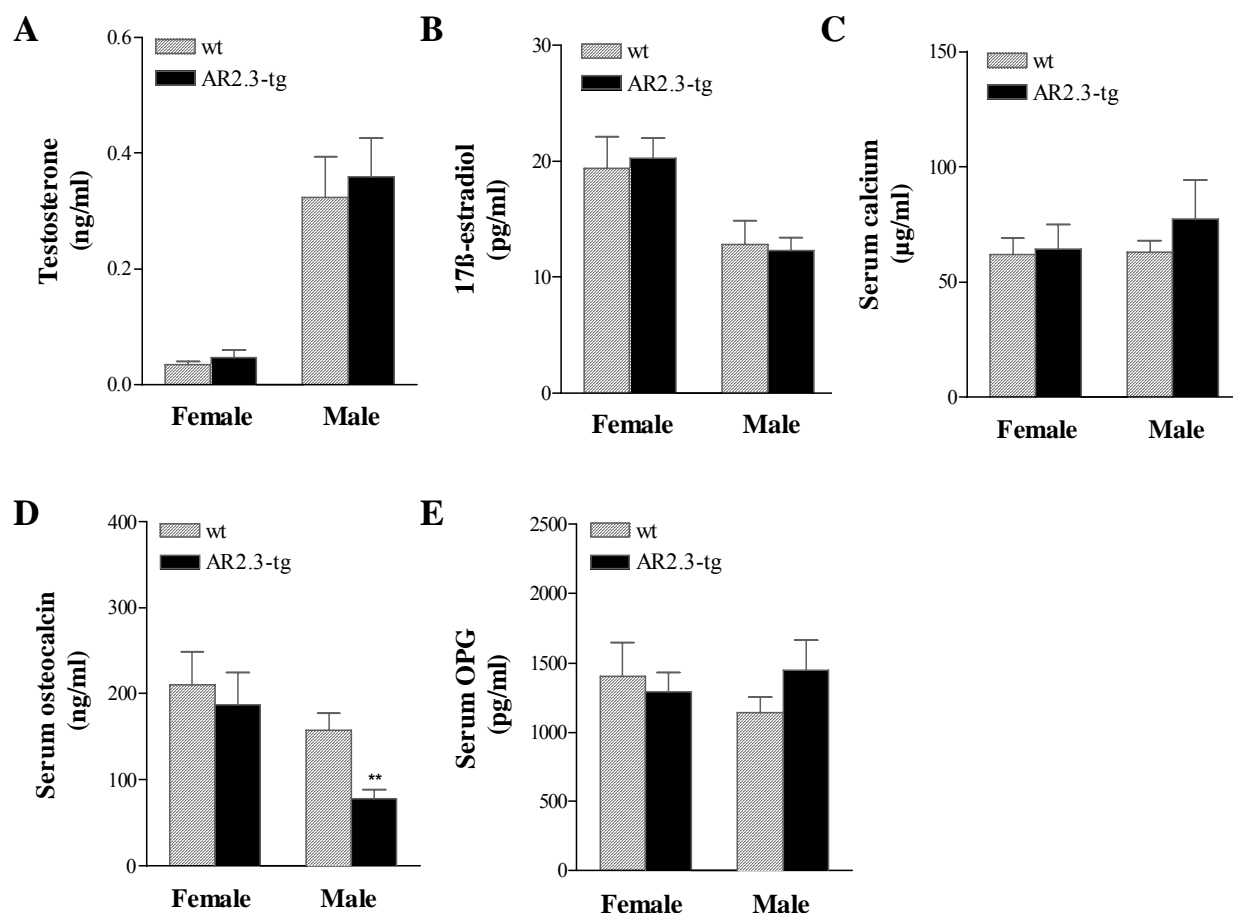 A
Testosterone
(ng/ml)
0.6
0.4
0.2
0.0
wt
AR2.3-tg
Female Male
B
17ß-estradiol
(pg/ml)
30
20
10
0
wt
AR2.3-tg
Female Male
C
Serum calcium
(µg/ml)
150
100
50
0
wt
AR2.3-tg
Female Male
D
Serum osteocalcin
(ng/ml)
400
300
200
100
0
wt
AR2.3-tg
**
Female Male
E
Serum OPG
(pg/ml)
2500
2000
1500
1000
500
0
wt
AR2.3-tg
Female Male